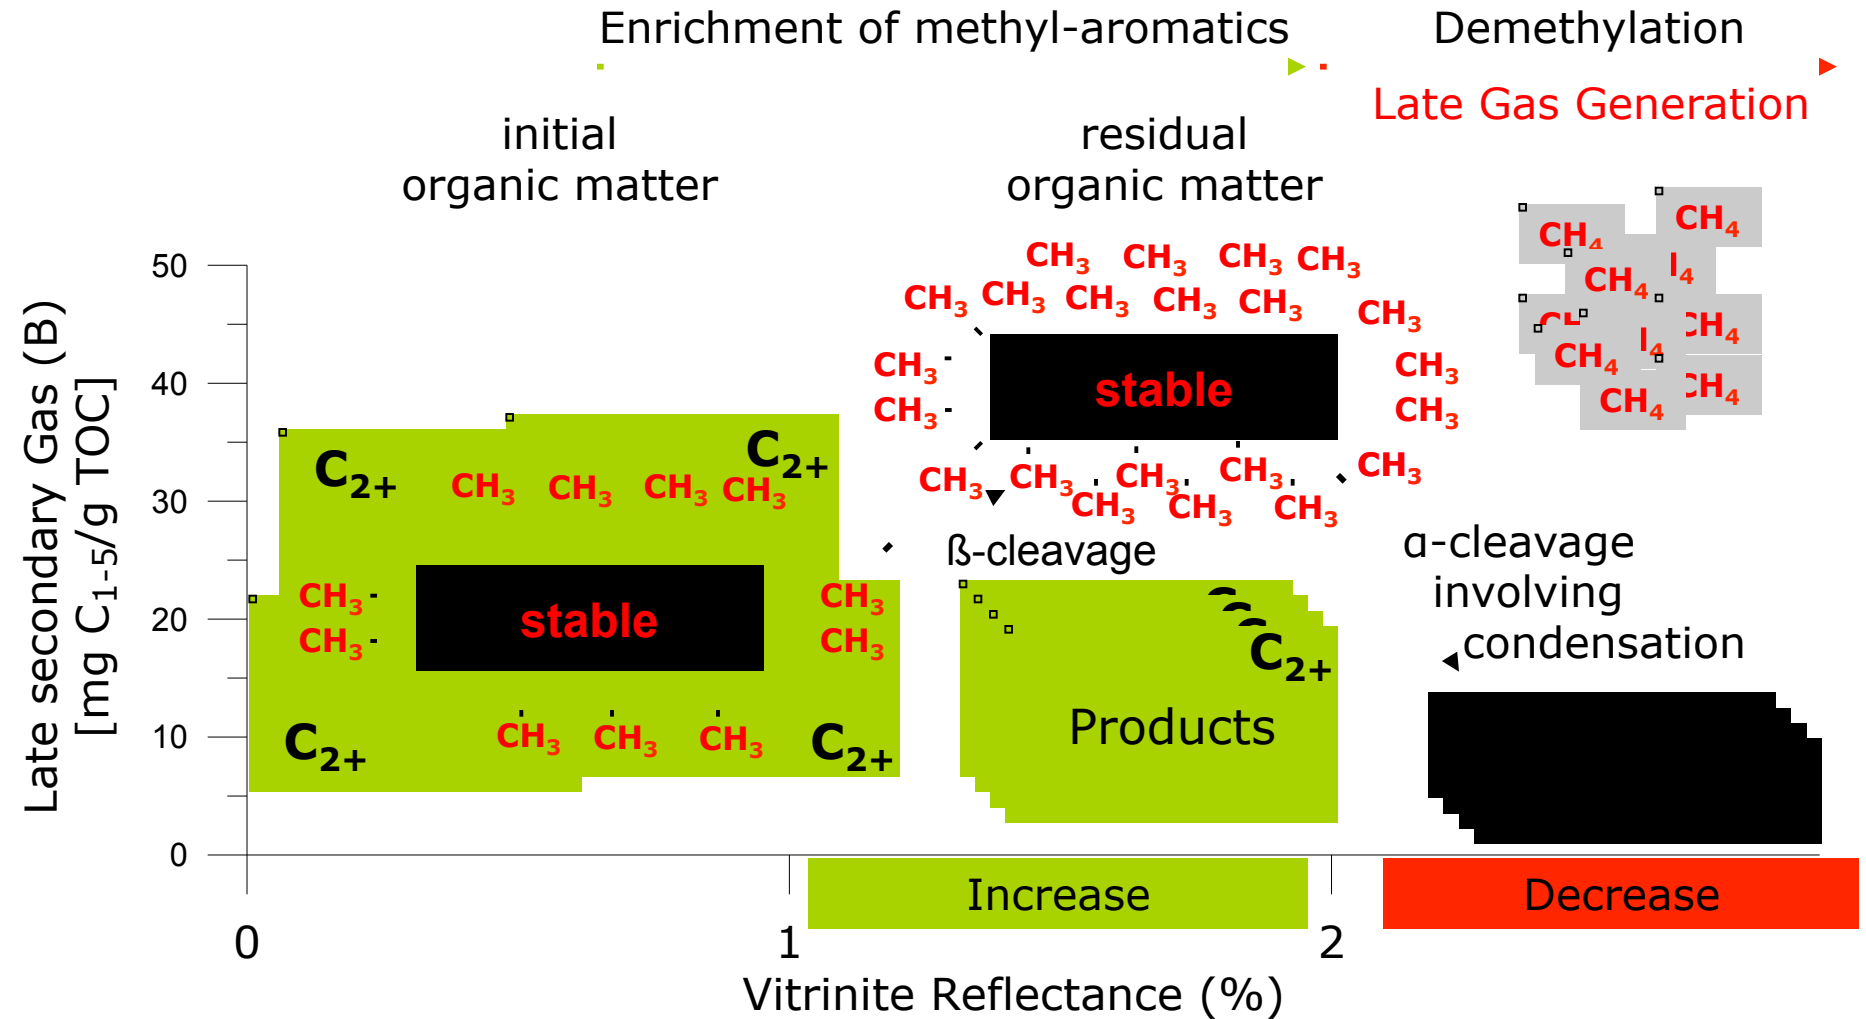 Enrichment of methyl-aromatics
Demethylation
Late Gas Generation
initial
organic matter
residual
organic matter
Late secondary Gas (B)
[mg C₁₋₅/g TOC]
50
40
30
20
10
0
C₂₊
C₂₊
CH₃ CH₃ CH₃ CH₃
CH₃
CH₃
stable
CH₃
CH₃
CH₃ CH₃ CH₃
C₂₊
C₂₊
CH₃ CH₃ CH₃ CH₃
CH₃ CH₃ CH₃ CH₃ CH₃ CH₃
CH₃
CH₃
stable
CH₃
CH₃
CH₃ CH₃ CH₃ CH₃ CH₃
CH₃ CH₃ CH₃
CH₄
CH₄
CH₄
CH₄
CH₄
CH₄
CH₄
ß-cleavage
C₂₊
Products
α-cleavage
involving
condensation
Increase
Decrease
0 1 2
Vitrinite Reflectance (%)